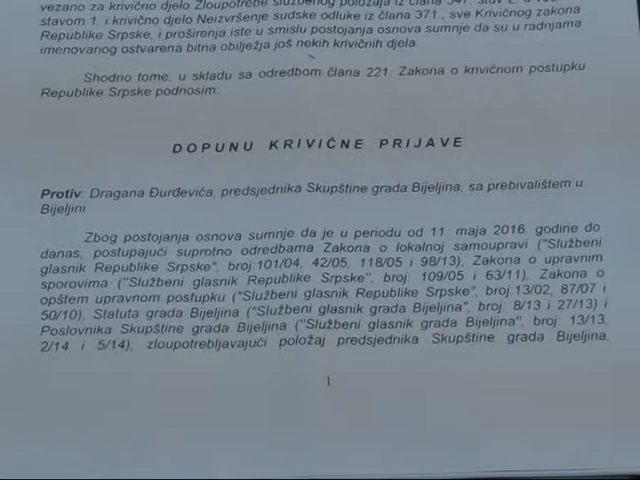 vezano za krivično djelo Zloupotrebe službenog položaja iz člana 347. stav 2. u
stavom 1. i krivično djelo Neizvršenje sudske odluke iz člana 371., sve Krivičnog zakona
Republike Srpske, i proširenja iste u smislu postojanja osnova sumnje da su u radnjama
imenovanog ostvarena bitna obilježja još nekih krivičnih djela.
Shodno tome, u skladu sa odredbom člana 221. Zakona o krivičnom postupku
Republike Srpske podnosim:
DOPUNU KRIVIČNE PRIJAVE
Protiv: Dragana Đurđevića, predsjednika Skupštine grada Bijeljina, sa prebivalištem u
Bijeljini
Zbog postojanja osnova sumnje da je u periodu od 11. maja 2016. godine do
danas, postupajući suprotno odredbama Zakona o lokalnoj samoupravi ("Službeni
glasnik Republike Srpske", broj:101/04, 42/05, 118/05 i 98/13), Zakona o upravnim
sporovima ("Službeni glasnik Republike Srpske", broj: 109/05 i 63/11), Zakona o
opštem upravnom postupku ("Službeni glasnik Republike Srpske", broj:13/02, 87/07 i
50/10), Statuta grada Bijeljina ("Službeni glasnik grada Bijeljina", broj: 8/13 i 27/13) i
Poslovnika Skupštine grada Bijeljina ("Službeni glasnik grada Bijeljina", broj: 13/13,
2/14 i 5/14), zloupotrebljavajući položaj predsjednika Skupštine grada Bijeljina,
1